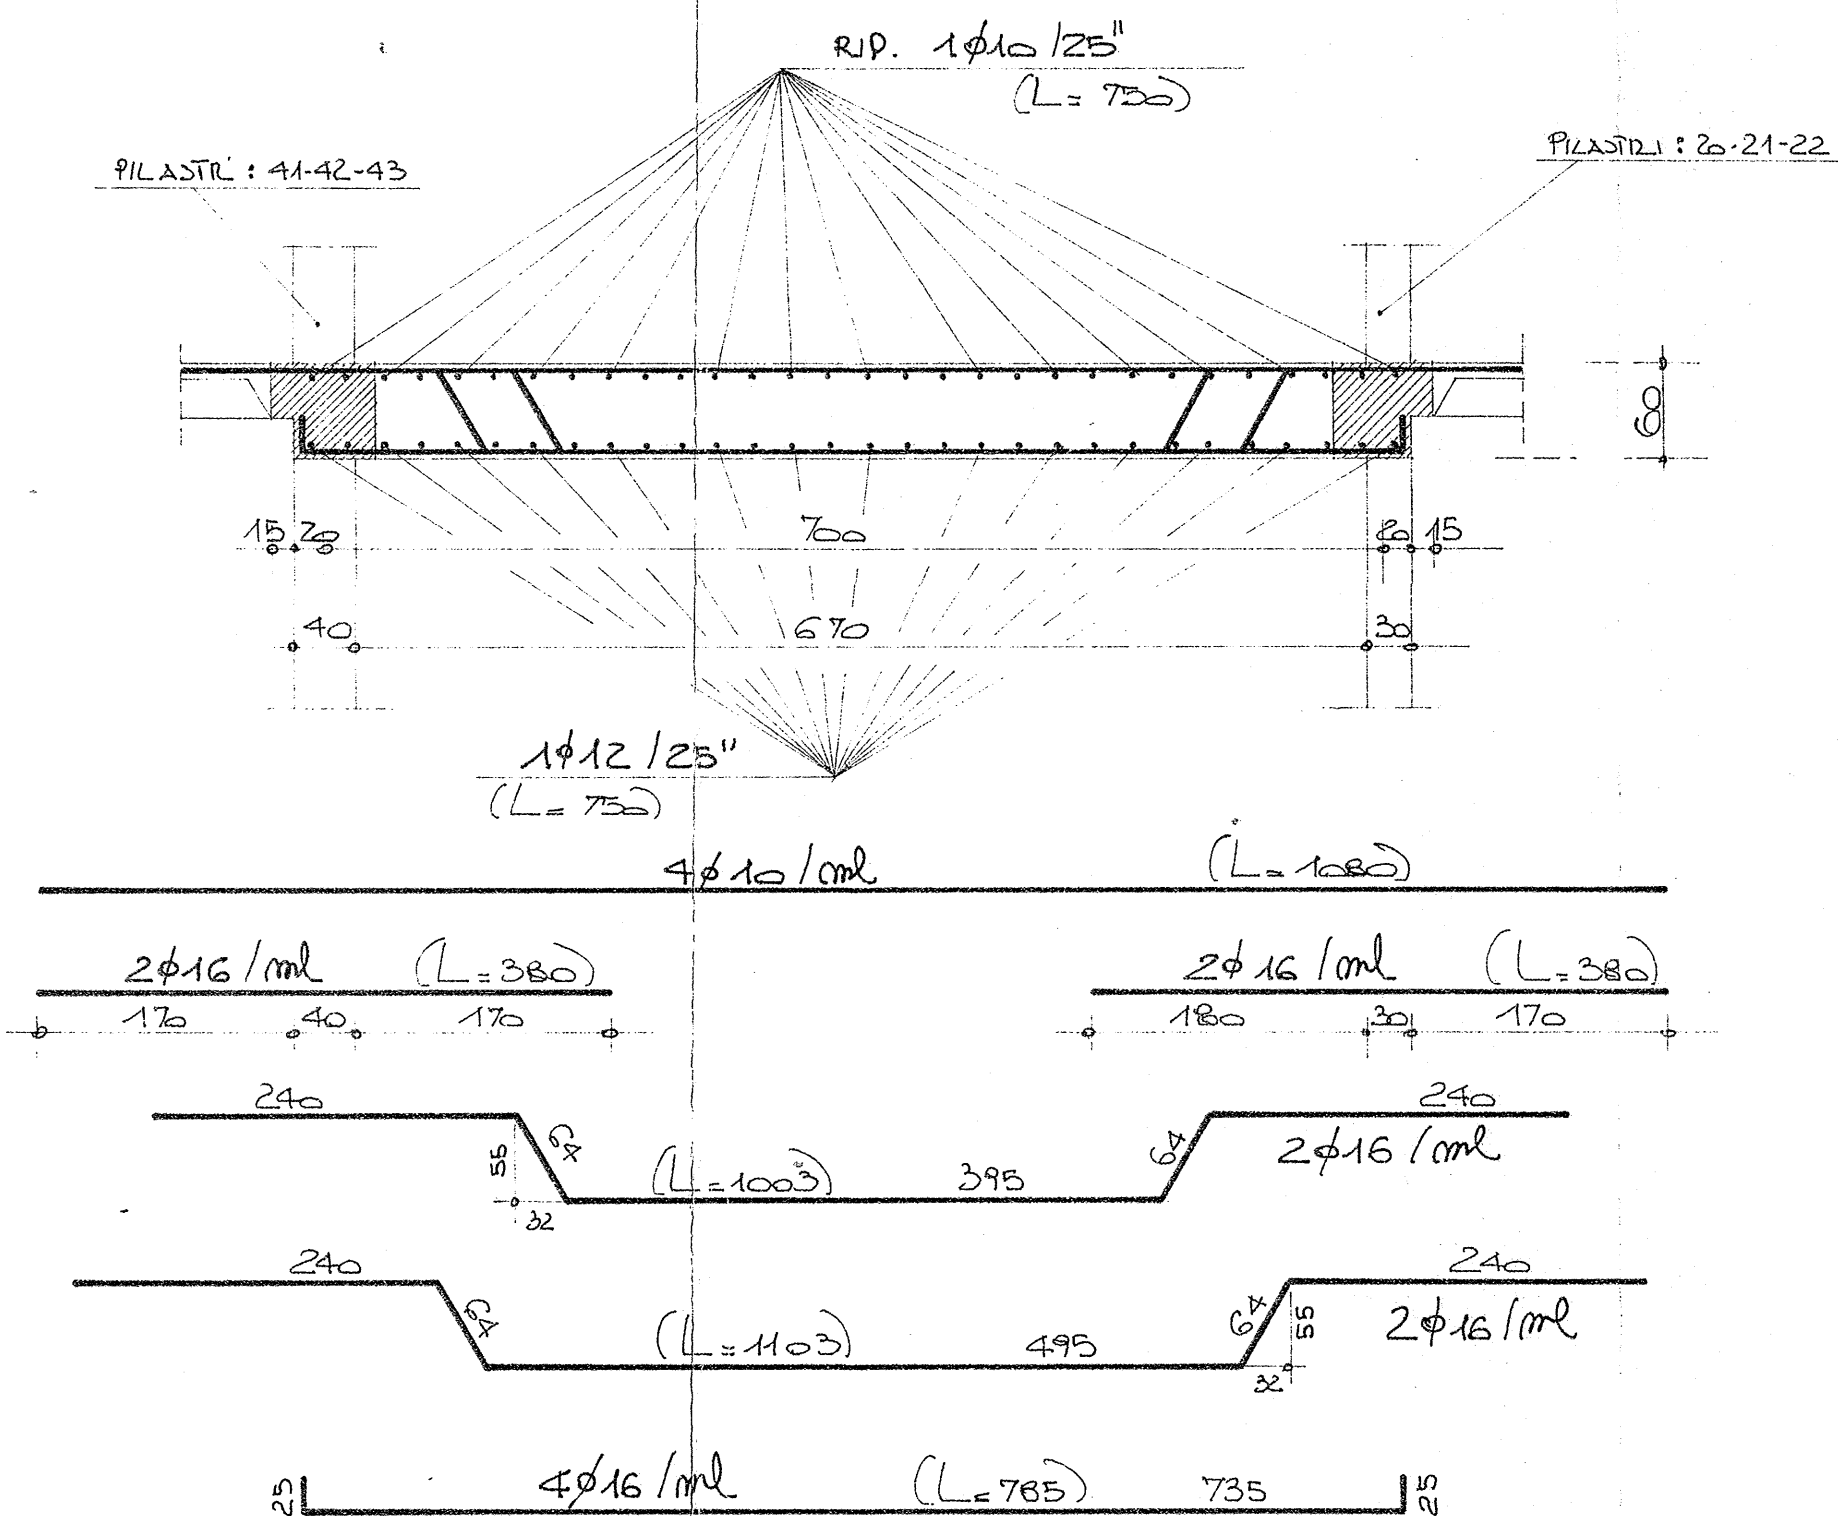 RIP. 1ϕ10 /25"
(L= 750)
PILASTRI : 41-42-43
PILASTRI : 20-21-22
60
15 20 700 20 15
40 670 30
1ϕ12 /25"
(L= 750)
4ϕ10 /ml (L=1080)
2ϕ16 /ml (L=380)
2ϕ16 /ml (L=380)
170 40 170
180 30 170
240
240
64
64
55
32
(L=1003) 395
2ϕ16 /ml
240
240
64
64
55
32
(L=1103) 495
2ϕ16 /ml
25
4ϕ16 /ml (L=785) 735
25